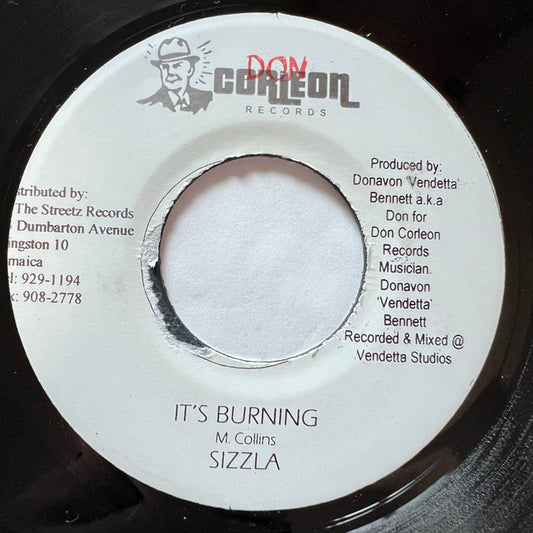 DON
CORLEON
RECORDS
stributed by:
The Streetz Records
Dumbarton Avenue
ingston 10
maica
el: 929-1194
x: 908-2778
Produced by:
Donavon 'Vendetta'
Bennett a.k.a
Don for
Don Corleon
Records
Musician.
Donavon
'Vendetta'
Bennett
Recorded & Mixed @
Vendetta Studios
IT'S BURNING
M. Collins
SIZZLA